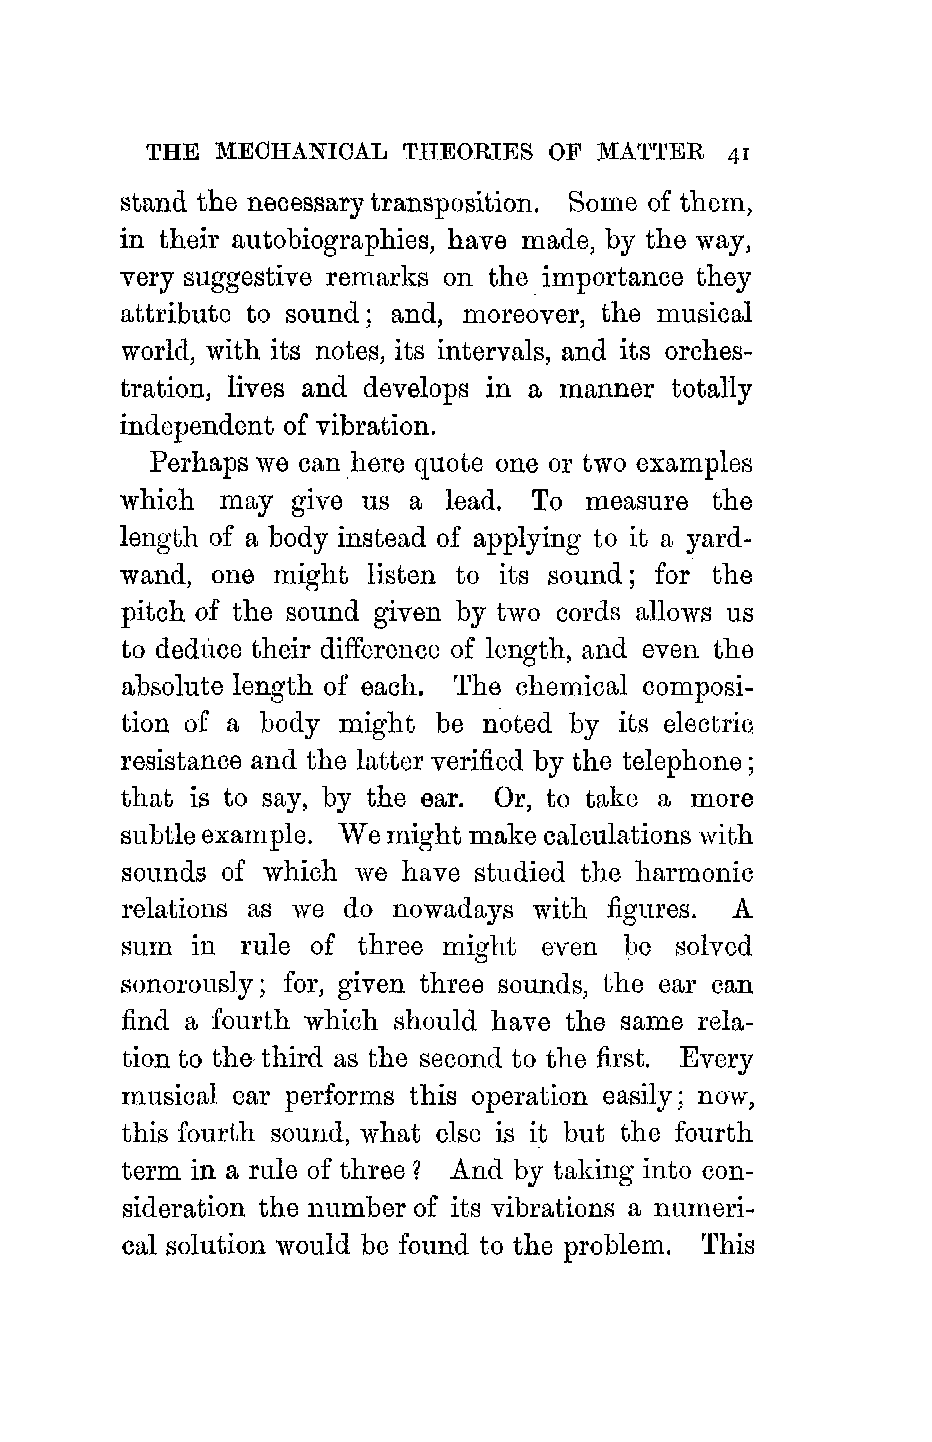 THE MECHANICAL THEORIES OF MATTER 41
stand the necessary transposition. Some of them,
in their autobiographies, have made, by the way,
very suggestive remarks on the importance they
attribute to sound; and, moreover, the musical
world, with its notes, its intervals, and its orches-
tration, lives and develops in a manner totally
independent of vibration.
Perhaps we can here quote one or two examples
which may give us a lead. To measure the
length of a body instead of applying to it a yard-
wand, one might listen to its sound; for the
pitch of the sound given by two cords allows us
to deduce their difference of length, and even the
absolute length of each. The chemical composi-
tion of a body might be noted by its electric
resistance and the latter verified by the telephone;
that is to say, by the ear. Or, to take a more
subtle example. We might make calculations with
sounds of which we have studied the harmonic
relations as we do nowadays with figures. A
sum in rule of three might even be solved
sonorously; for, given three sounds, the ear can
find a fourth which should have the same rela-
tion to the third as the second to the first. Every
musical ear performs this operation easily; now,
this fourth sound, what else is it but the fourth
term in a rule of three? And by taking into con-
sideration the number of its vibrations a numeri-
cal solution would be found to the problem. This